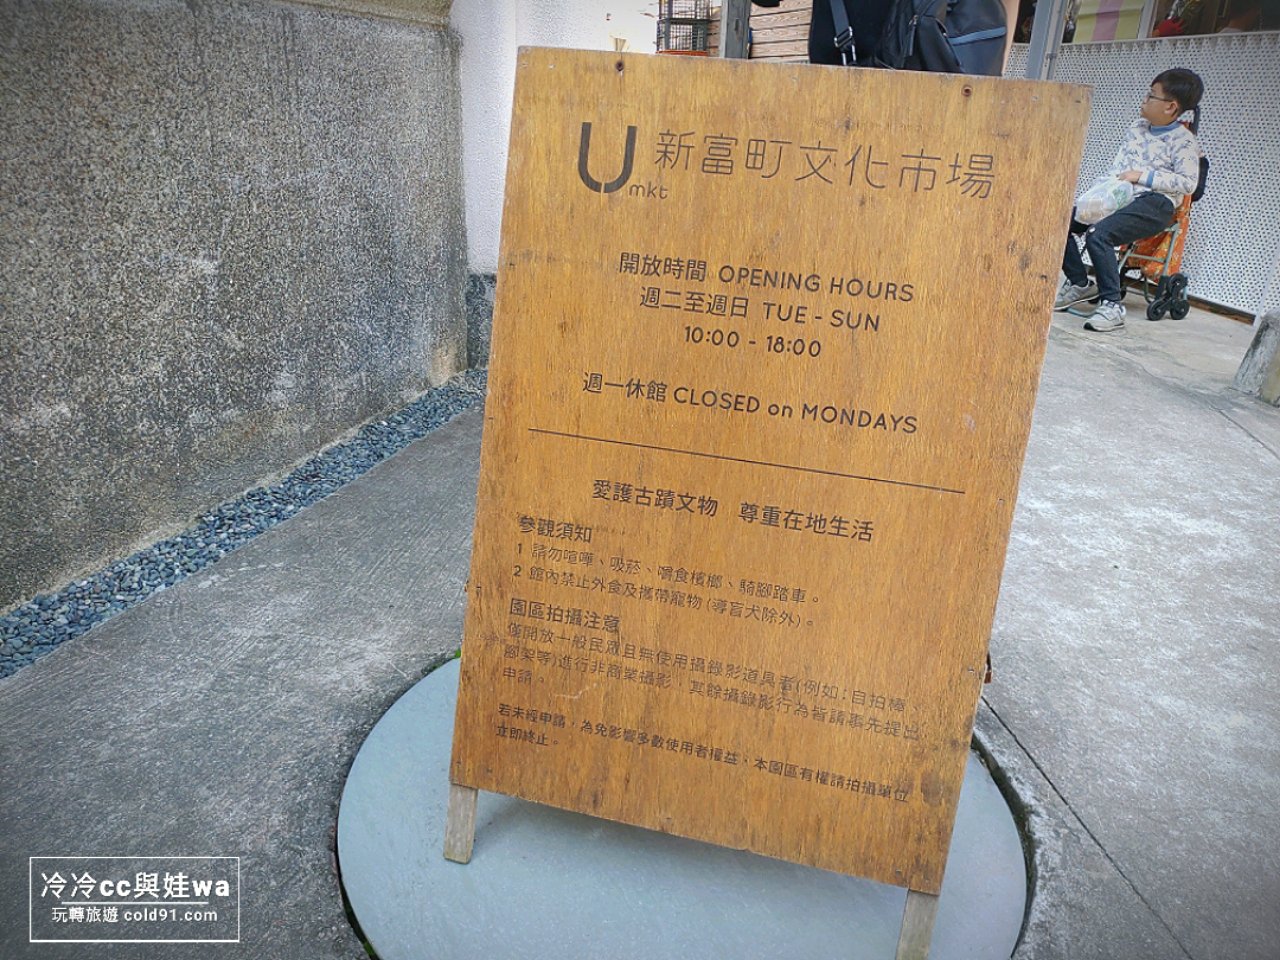 U mkt 新富町文化市場
開放時間 OPENING HOURS
週二至週日 TUE - SUN
10:00 - 18:00
週一休館 CLOSED on MONDAYS
愛護古蹟文物 尊重在地生活
參觀須知
1 請勿喧嘩、吸菸、嚼食檳榔、騎腳踏車。
2 館內禁止外食及攜帶寵物 (導盲犬除外)。
園區拍攝注意
僅開放一般民眾且無使用攝錄影道具者(例如:自拍棒、
腳架等)進行非商業攝影,其餘攝錄影行為皆請事先提出
申請。
若未經申請,為免影響多數使用者權益,本園區有權請拍攝單位
立即終止。
冷冷cc與娃wa
玩轉旅遊 cold91.com